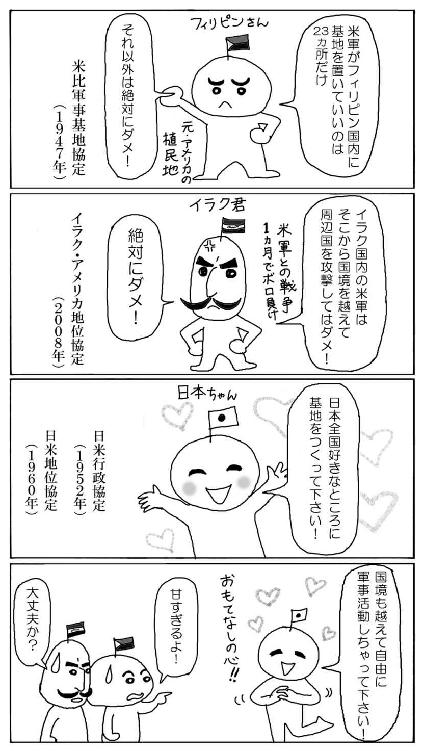 フィリピンさん
米軍がフィリピン国内に
基地を置いていいのは
23ヵ所だけ
それ以外は絶対にダメ!
元・アメリカの
植民地
米比軍事基地協定
(1947年)
イラク君
イラク国内の米軍は
そこから国境を越えて
周辺国を攻撃してはダメ!
米軍との戦争
1ヵ月でボロ負け
絶対にダメ!
イラク・アメリカ地位協定
(2008年)
日本ちゃん
日本全国好きなところに
基地をつくって下さい!
日米行政協定
(1952年)
日米地位協定
(1960年)
国境も越えて自由に
軍事活動しちゃって下さい!
おもてなしの心!!
甘すぎるよ!
大丈夫か?